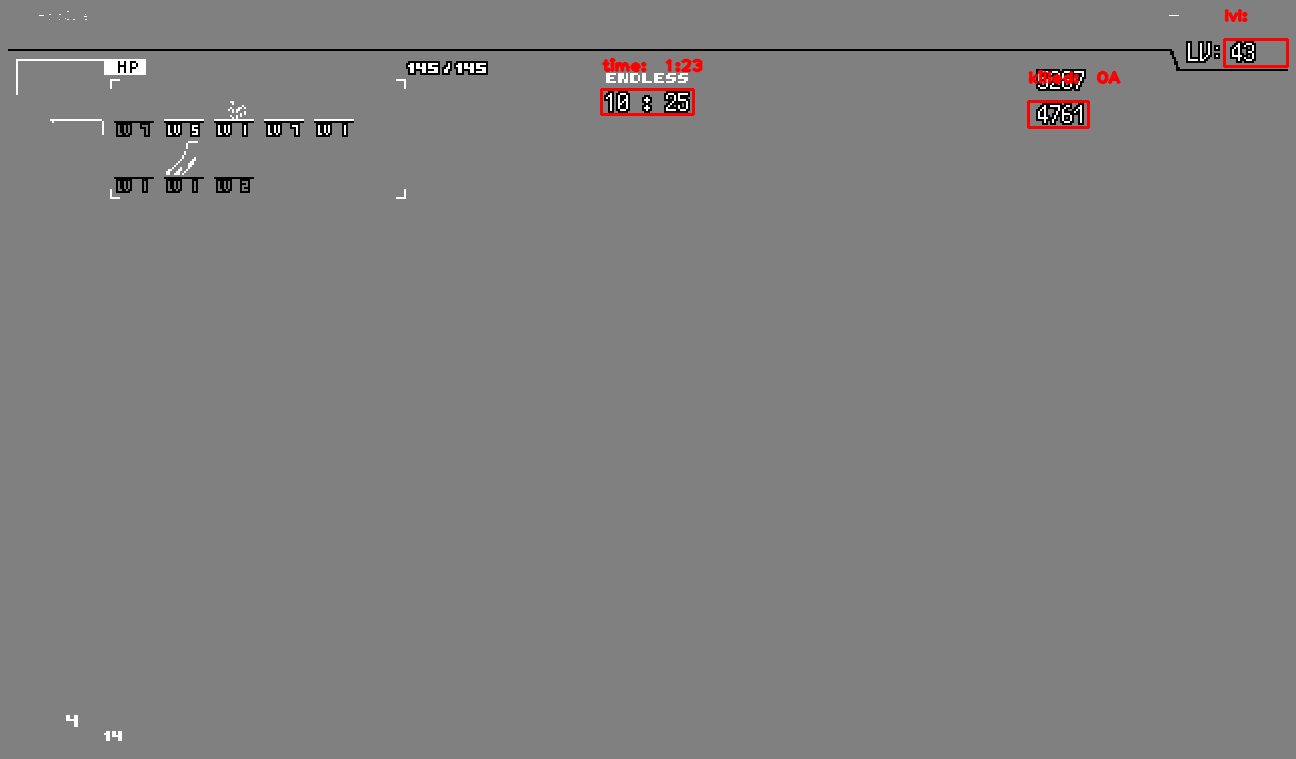 lvl:
LV: 43
HP 145/145 time: 1:23
ENDLESS killed: 0A
10 : 25 4761
LV 7 LV 5 LV 1 LV 7 LV 1
LV 1 LV 1 LV 2
4
14